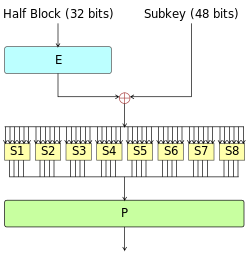 Half Block (32 bits) Subkey (48 bits)
E
S1 S2 S3 S4 S5 S6 S7 S8
P